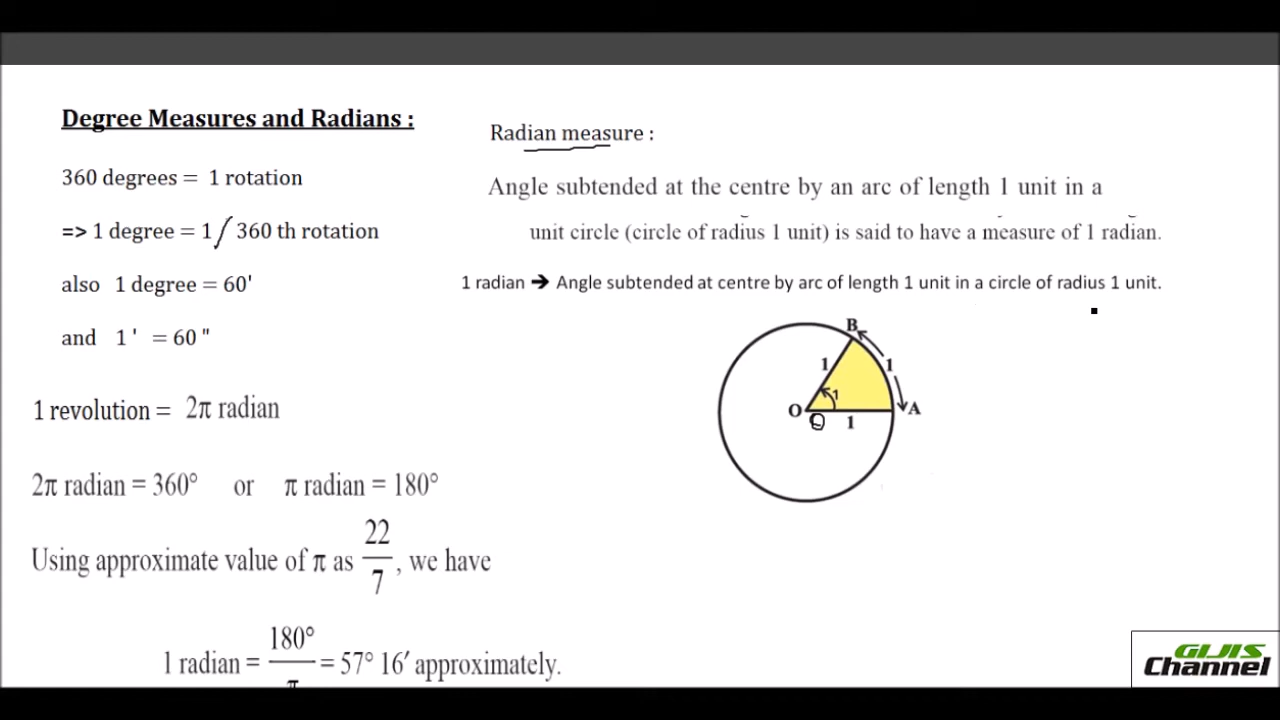 Degree Measures and Radians :
360 degrees = 1 rotation
=> 1 degree = 1/ 360 th rotation
also 1 degree = 60'
and 1 ' = 60 "
1 revolution = 2π radian
2π radian = 360° or π radian = 180°
Using approximate value of π as 22/7, we have
1 radian = 180°/π = 57° 16′ approximately.
Radian measure :
Angle subtended at the centre by an arc of length 1 unit in a
unit circle (circle of radius 1 unit) is said to have a measure of 1 radian.
1 radian ➔ Angle subtended at centre by arc of length 1 unit in a circle of radius 1 unit.
B
1
1
1
O
A
1
GIIS
Channel